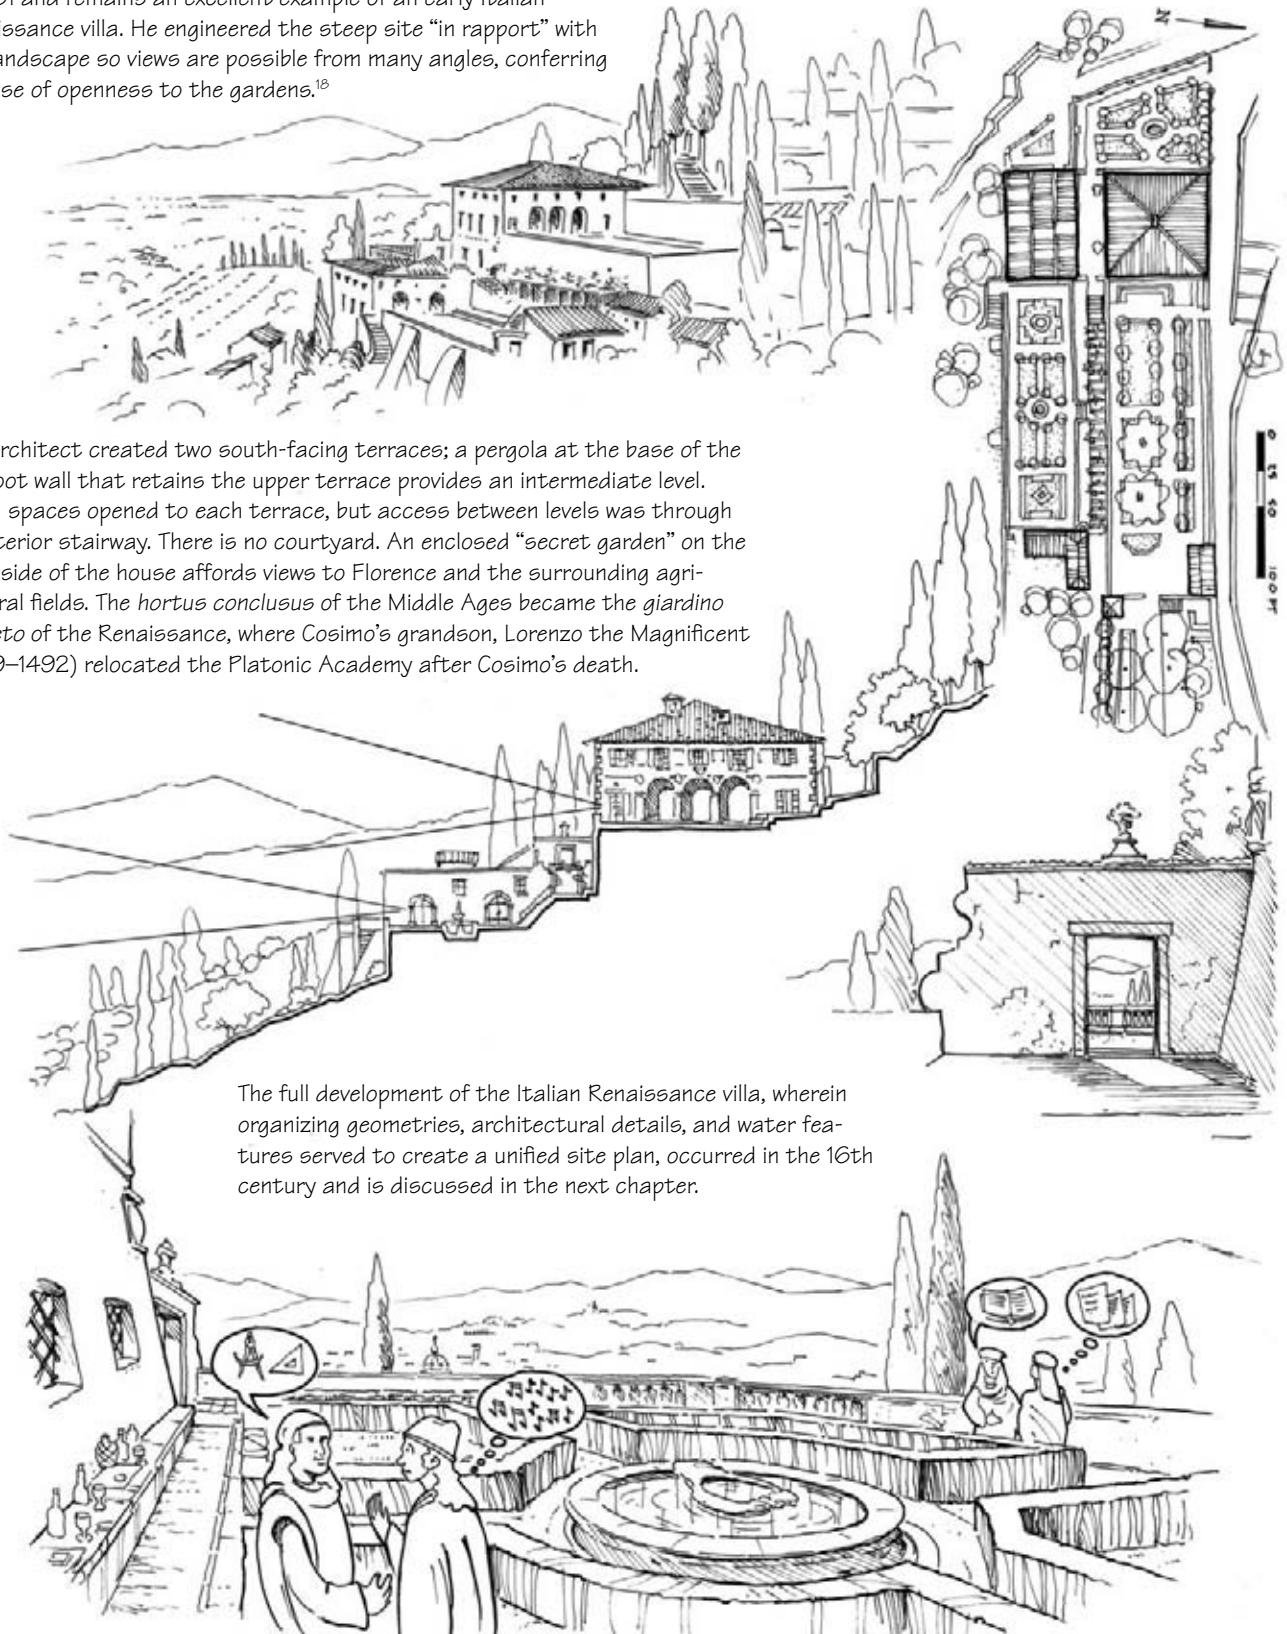 61 and remains an excellent example of an early Italian
issance villa. He engineered the steep site “in rapport” with
andscape so views are possible from many angles, conferring
se of openness to the gardens.18
N
rchitect created two south-facing terraces; a pergola at the base of the
oot wall that retains the upper terrace provides an intermediate level.
spaces opened to each terrace, but access between levels was through
terior stairway. There is no courtyard. An enclosed “secret garden” on the
side of the house affords views to Florence and the surrounding agri-
ral fields. The hortus conclusus of the Middle Ages became the giardino
eto of the Renaissance, where Cosimo’s grandson, Lorenzo the Magnificent
9–1492) relocated the Platonic Academy after Cosimo’s death.
0 25 50 100 FT
The full development of the Italian Renaissance villa, wherein
organizing geometries, architectural details, and water fea-
tures served to create a unified site plan, occurred in the 16th
century and is discussed in the next chapter.